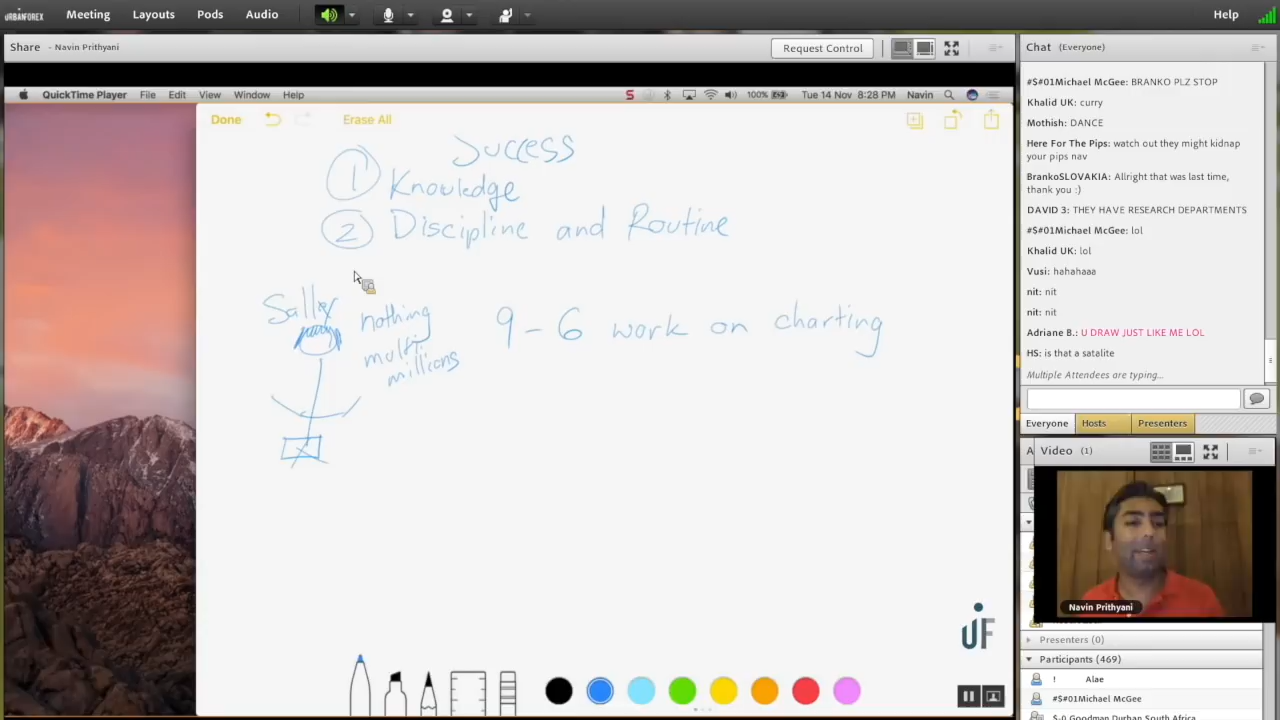 URBANFOREX Meeting Layouts Pods Audio Help
Share - Navin Prithyani
Request Control
QuickTime Player File Edit View Window Help
S 100% Tue 14 Nov 8:28 PM Navin
Done Erase All
Success
1 Knowledge
2 Discipline and Routine
Sally
nothing
multi
millions
9-6 work on charting
UF
Chat (Everyone)
#$#01Michael McGee: BRANKO PLZ STOP
Khalid UK: curry
Mothish: DANCE
Here For The Pips: watch out they might kidnap
your pips nav
BrankoSLOVAKIA: Allright that was last time,
thank you :)
DAVID 3: THEY HAVE RESEARCH DEPARTMENTS
#$#01Michael McGee: lol
Khalid UK: lol
Vusi: hahahaaa
nit: nit
nit: nit
Adriane B.: U DRAW JUST LIKE ME LOL
HS: is that a satalite
Multiple Attendees are typing...
Everyone Hosts Presenters
A Video (1)
Navin Prithyani
Presenters (0)
Participants (469)
! Alae
#$#01Michael McGee
$-0 Goodman Durban South Africa